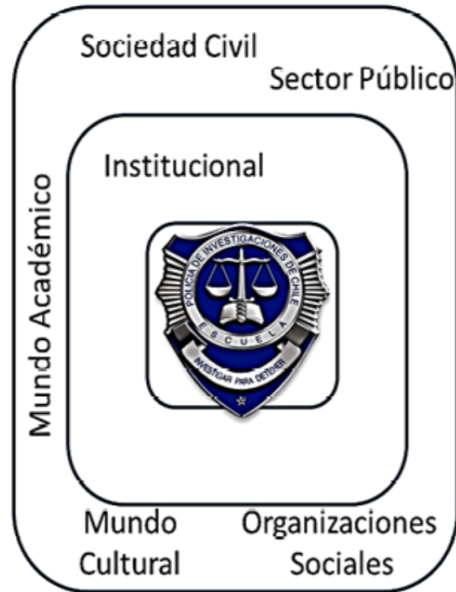 Sociedad Civil
Sector Público
Institucional
Mundo Académico
POLICIA DE INVESTIGACIONES DE CHILE
ESCUELA
INVESTIGAR PARA DETENER
Mundo
Cultural
Organizaciones
Sociales